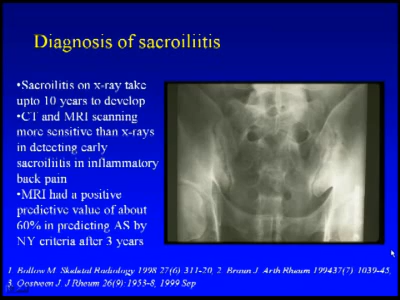 Diagnosis of sacroiliitis
•Sacroilitis on x-ray take
upto 10 years to develop
•CT and MRI scanning
more sensitive than x-rays
in detecting early
sacroiliitis in inflammatory
back pain
•MRI had a positive
predictive value of about
60% in predicting AS by
NY criteria after 3 years
1. Bollow M. Skeletal Radiology 1998 27(6) 311-20, 2. Braun J. Arth Rheum 199437(7) 1039-45,
3. Oostveen J. J Rheum 26(9) 1953-8, 1999 Sep